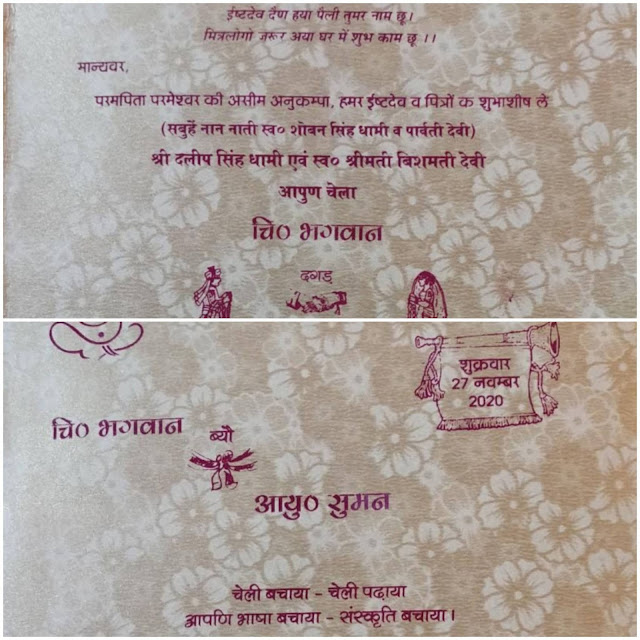 ईष्टदेव दैण हया पैली तुमर नाम छू।
मित्रलोगो जरूर अया घर में शुभ काम छू ।।
मान्यवर,
परमपिता परमेश्वर की असीम अनुकम्पा, हमर ईष्टदेव व पित्रों क शुभाशीष ले
(सबुहें नान नाती स्व० शोबन सिंह धामी व पार्वती देवी)
श्री दलीप सिंह धामी एवं स्व० श्रीमती बिशमती देवी
आपुण चेला
चि० भगवान
दगड़
शुक्रवार
27 नवम्बर
2020
चि० भगवान
ब्यौ
आयु० सुमन
चेली बचाया - चेली पढाया
आपणि भाषा बचाया - संस्कृति बचाया।